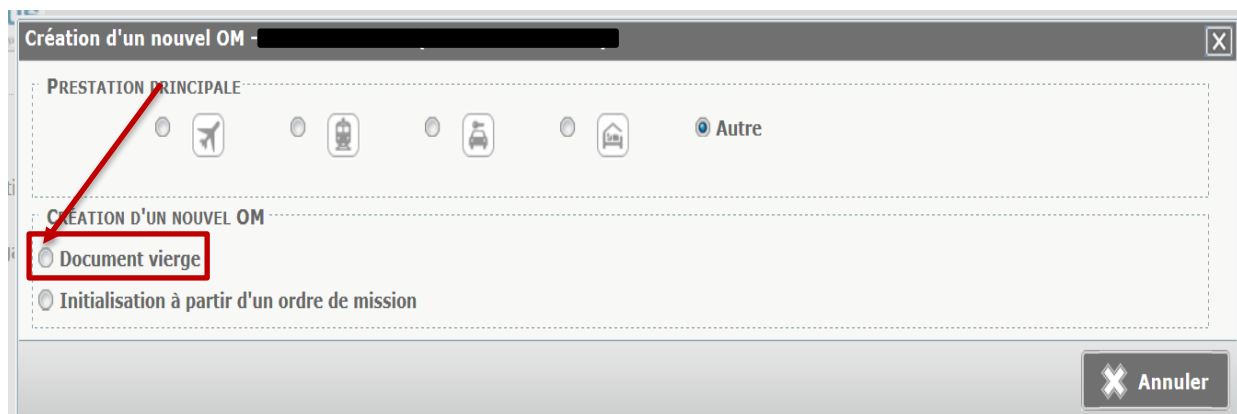 Création d'un nouvel OM -
PRESTATION PRINCIPALE
Autre
CRÉATION D'UN NOUVEL OM
Document vierge
Initialisation à partir d'un ordre de mission
Annuler